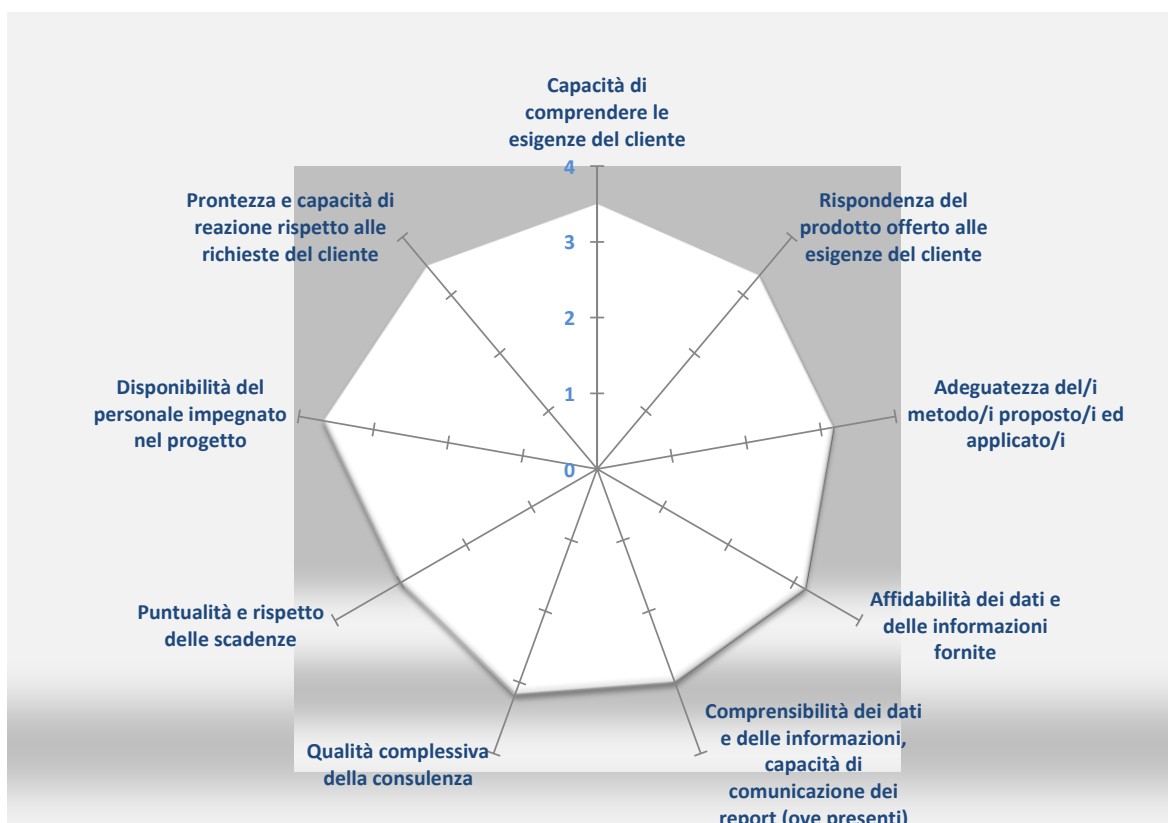 Capacità di
comprendere le
esigenze del cliente
4
3
2
1
0
Rispondenza del
prodotto offerto alle
esigenze del cliente
Adeguatezza del/i
metodo/i proposto/i ed
applicato/i
Affidabilità dei dati e
delle informazioni
fornite
Comprensibilità dei dati
e delle informazioni,
capacità di
comunicazione dei
report (ove presenti)
Qualità complessiva
della consulenza
Puntualità e rispetto
delle scadenze
Disponibilità del
personale impegnato
nel progetto
Prontezza e capacità di
reazione rispetto alle
richieste del cliente